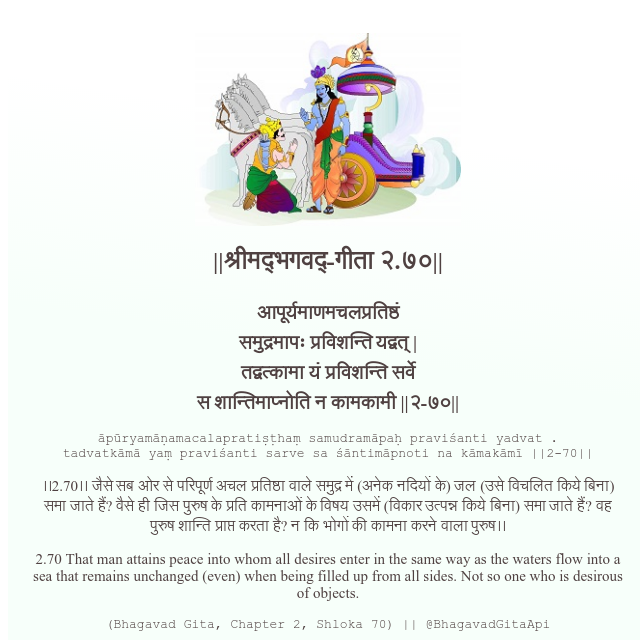 ||श्रीमद्‍भगवद्‍-गीता २.७०||
आपूर्यमाणमचलप्रतिष्ठं
समुद्रमापः प्रविशन्ति यद्वत् |
तद्वत्कामा यं प्रविशन्ति सर्वे
स शान्तिमाप्नोति न कामकामी ||२-७०||
āpūryamāṇamacalapratiṣṭhaṃ samudramāpaḥ praviśanti yadvat .
tadvatkāmā yaṃ praviśanti sarve sa śāntimāpnoti na kāmakāmī ||2-70||
।।2.70।। जैसे सब ओर से परिपूर्ण अचल प्रतिष्ठा वाले समुद्र में (अनेक नदियों के) जल (उसे विचलित किये बिना)
समा जाते हैं? वैसे ही जिस पुरुष के प्रति कामनाओं के विषय उसमें (विकार उत्पन्न किये बिना) समा जाते हैं? वह
पुरुष शान्ति प्राप्त करता है? न कि भोगों की कामना करने वाला पुरुष।।
2.70 That man attains peace into whom all desires enter in the same way as the waters flow into a
sea that remains unchanged (even) when being filled up from all sides. Not so one who is desirous
of objects.
(Bhagavad Gita, Chapter 2, Shloka 70) || @BhagavadGitaApi